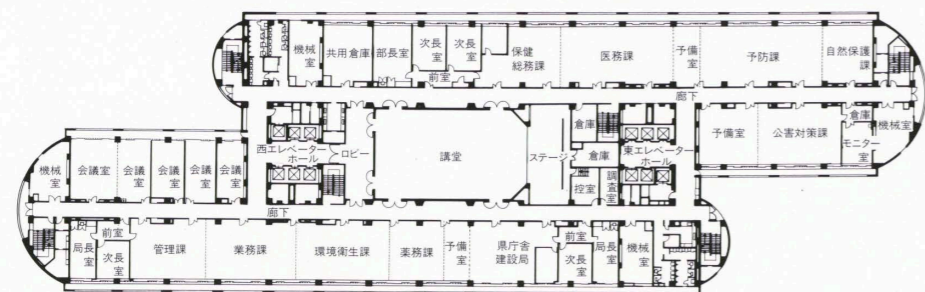 機械室
共用倉庫
部長室
次長室
次長室
前室
保健総務課
医務課
予備室
予防課
自然保護課
廊下
倉庫
機械室
予備室
公害対策課
モニター室
西エレベーターホール
ロビー
講堂
ステージ
倉庫
倉庫
控室
調査室
東エレベーターホール
機械室
会議室
会議室
会議室
会議室
会議室
廊下
局長室
前室
次長室
管理課
業務課
環境衛生課
薬務課
予備室
県庁舎建設局
前室
次長室
局長室
機械室